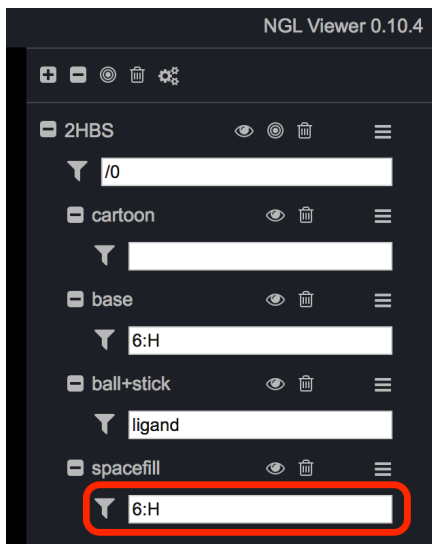 NGL Viewer 0.10.4
2HBS
/0
cartoon
base
6:H
ball+stick
ligand
spacefill
6:H